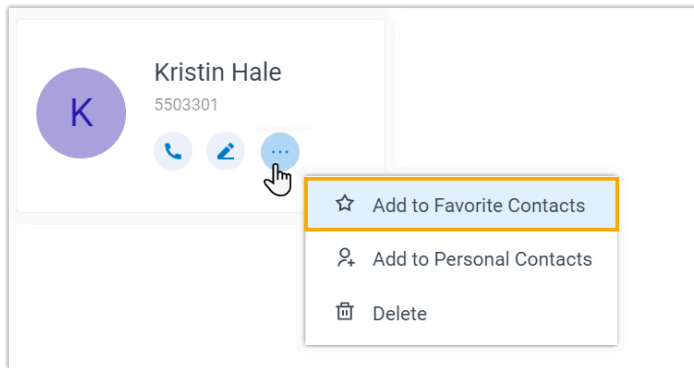 Kristin Hale
K
5503301
Add to Favorite Contacts
Add to Personal Contacts
Delete